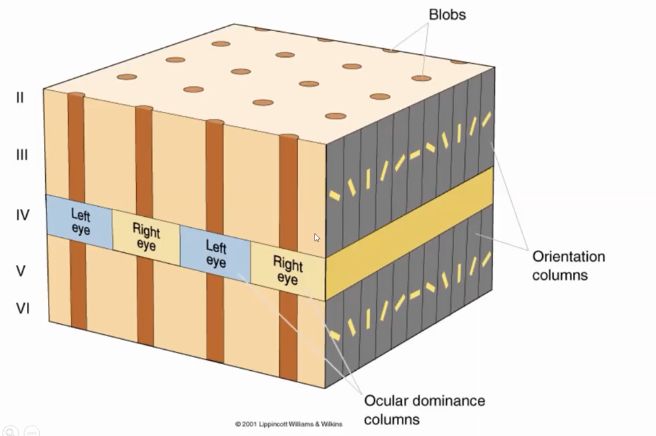 Blobs
II
III
IV
V
VI
Left
eye
Right
eye
Left
eye
Right
eye
Orientation
columns
Ocular dominance
columns
© 2001 Lippincott Williams & Wilkins